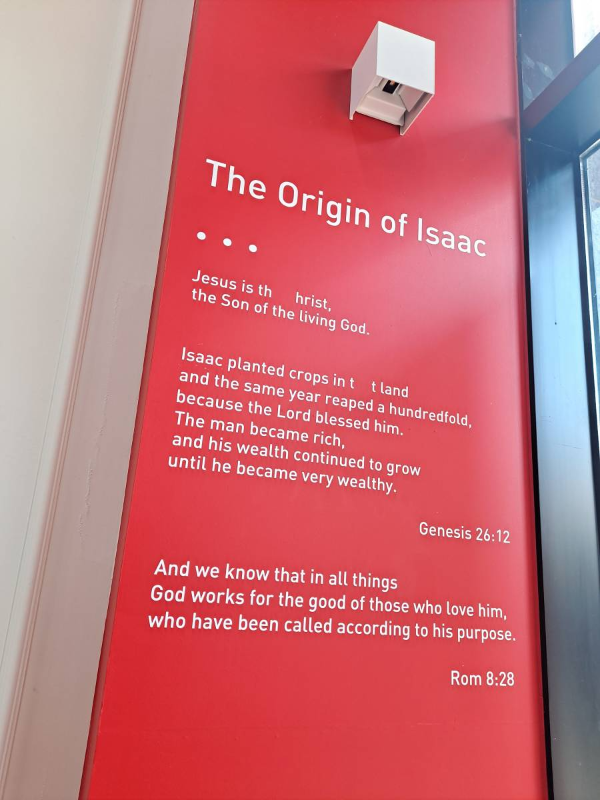 The Origin of Isaac
Jesus is th hrist,
the Son of the living God.
Isaac planted crops in t t land
and the same year reaped a hundredfold,
because the Lord blessed him.
The man became rich,
and his wealth continued to grow
until he became very wealthy.
Genesis 26:12
And we know that in all things
God works for the good of those who love him,
who have been called according to his purpose.
Rom 8:28